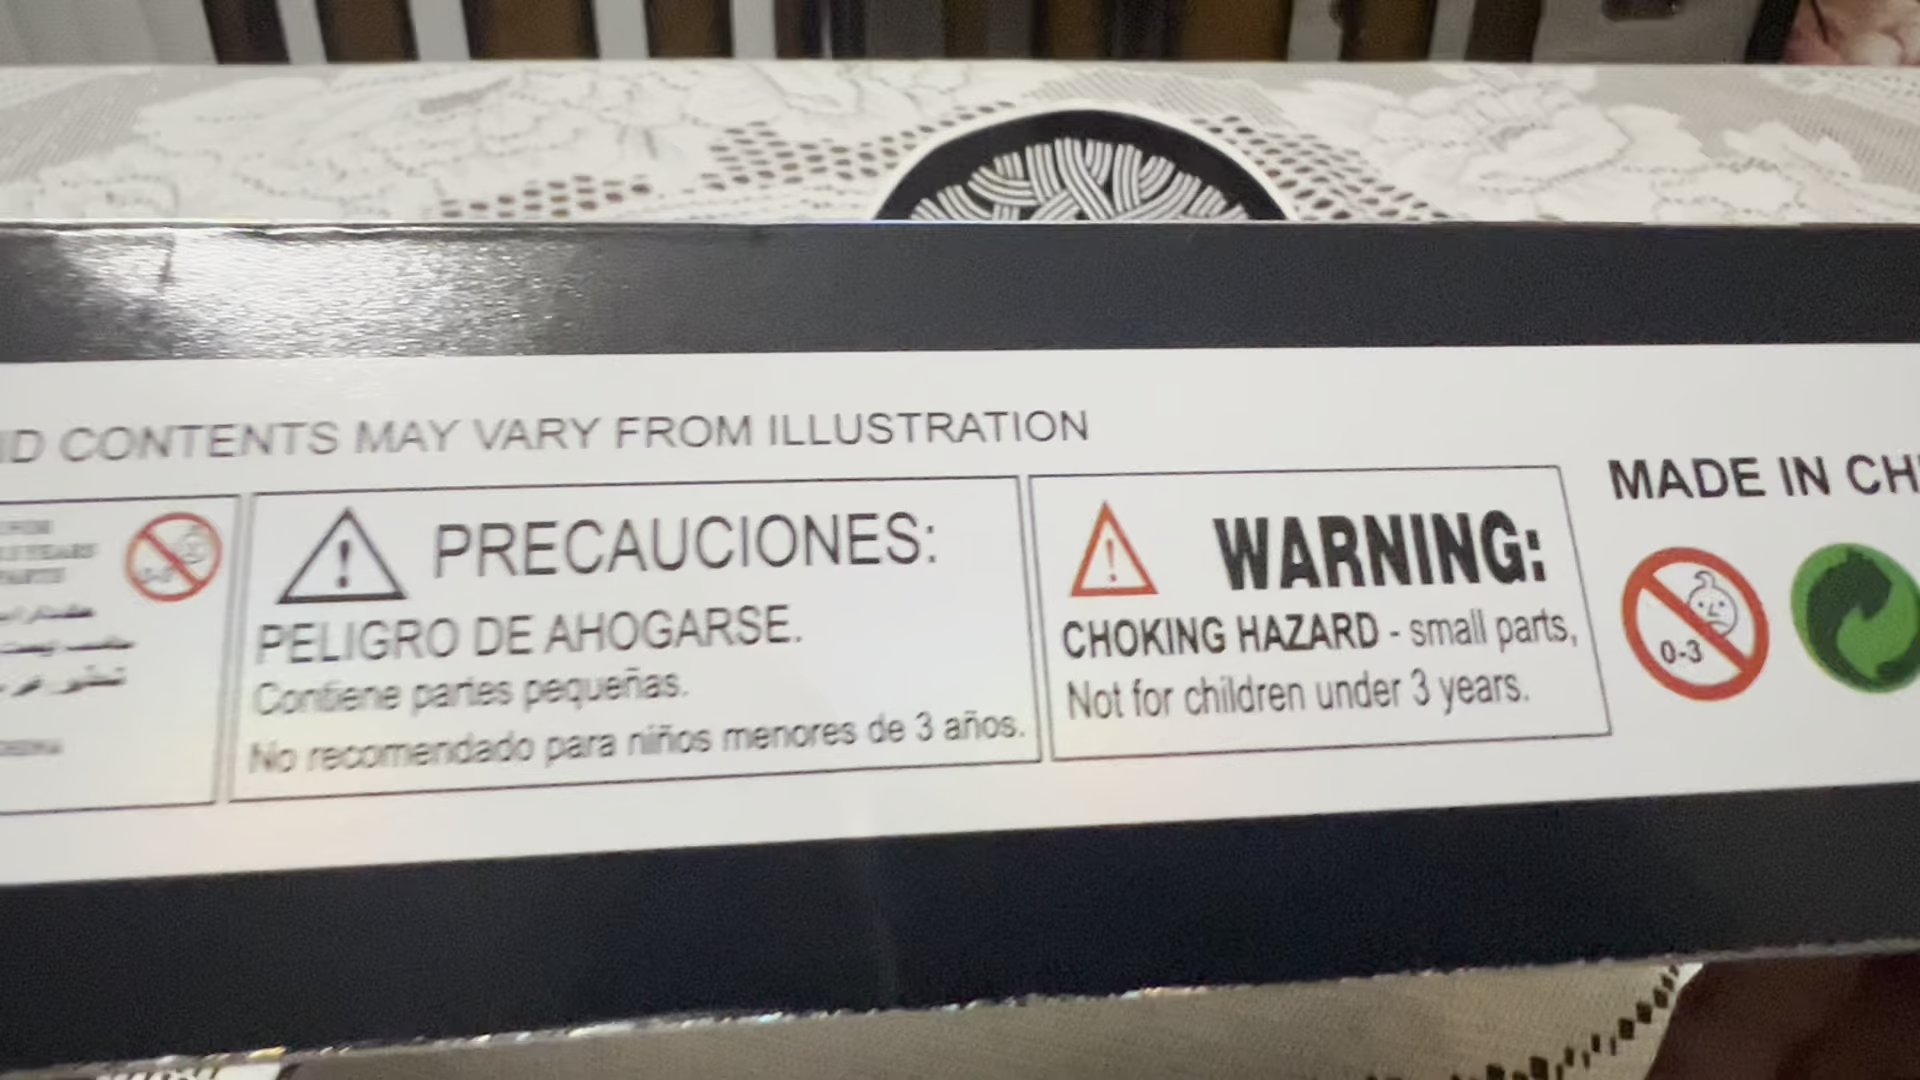 CONTENTS MAY VARY FROM ILLUSTRATION
PRECAUCIONES:
PELIGRO DE AHOGARSE.
Contiene partes pequeñas.
No recomendado para niños menores de 3 años.
WARNING:
CHOKING HAZARD - small parts,
Not for children under 3 years.
MADE IN
0-3